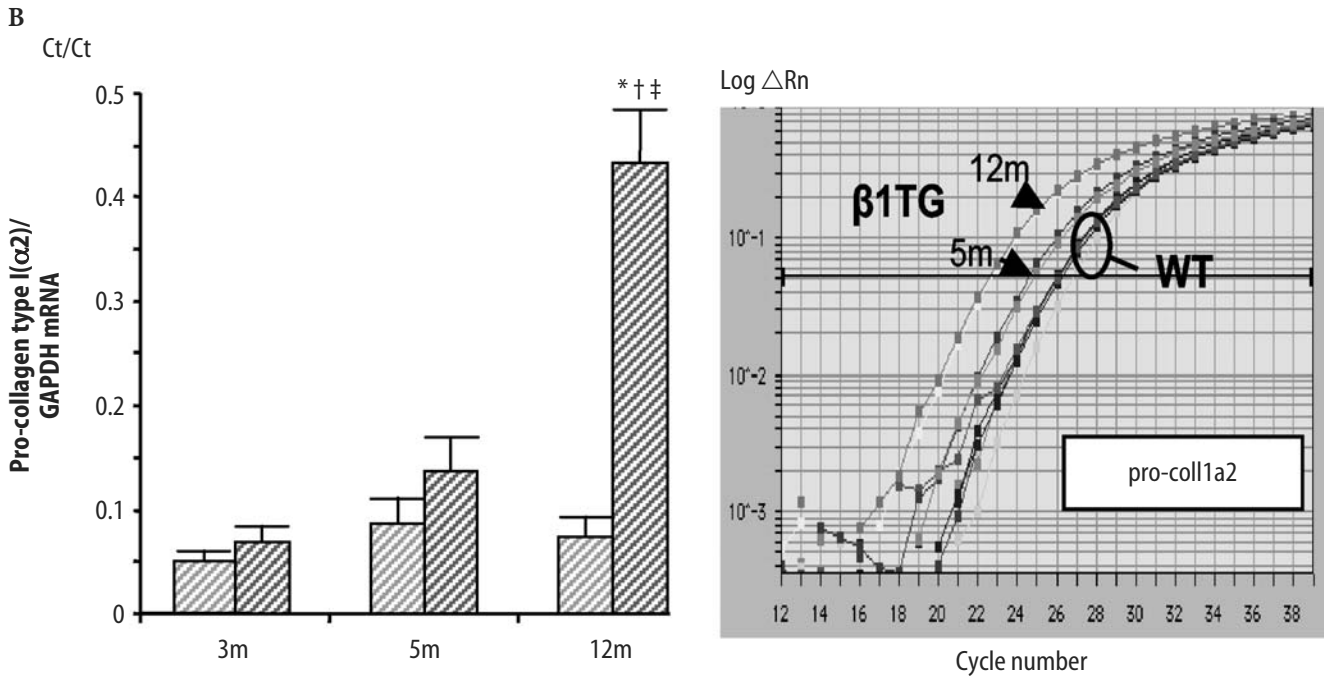 B
Ct/Ct
Pro-collagen type I(α2)/
GAPDH mRNA
0.5
0.4
0.3
0.2
0.1
0
* † ‡
3m
5m
12m
Log △Rn
10^-1
10^-2
10^-3
12m
β1TG
5m
WT
pro-coll1a2
12 14 16 18 20 22 24 26 28 30 32 34 36 38
Cycle number